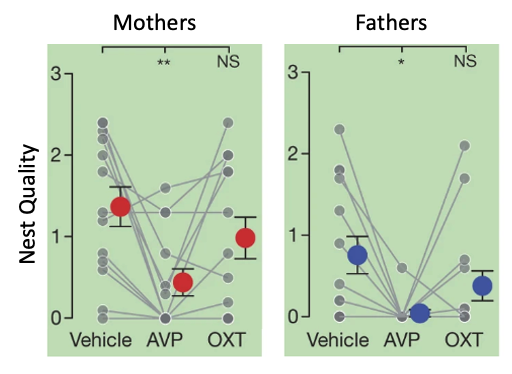 Mothers
Fathers
** NS
* NS
Nest Quality
3
2
1
0
Vehicle AVP OXT
3
2
1
0
Vehicle AVP OXT